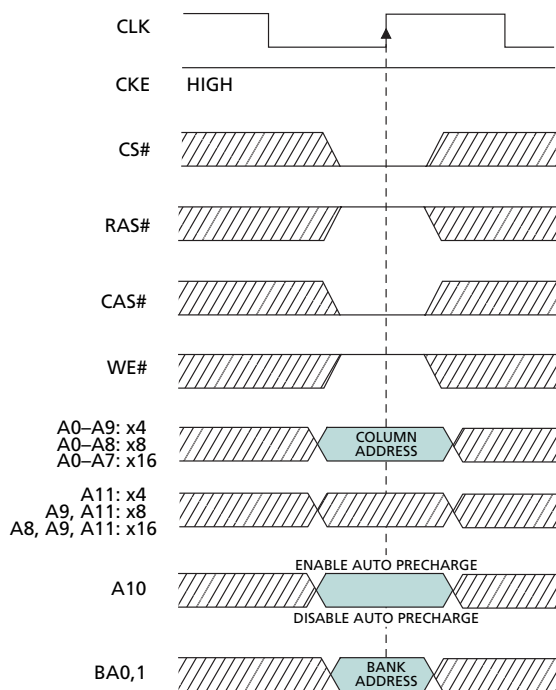 CLK
CKE HIGH
CS#
RAS#
CAS#
WE#
A0–A9: x4
A0–A8: x8
A0–A7: x16
COLUMN
ADDRESS
A11: x4
A9, A11: x8
A8, A9, A11: x16
ENABLE AUTO PRECHARGE
A10
DISABLE AUTO PRECHARGE
BA0,1
BANK
ADDRESS